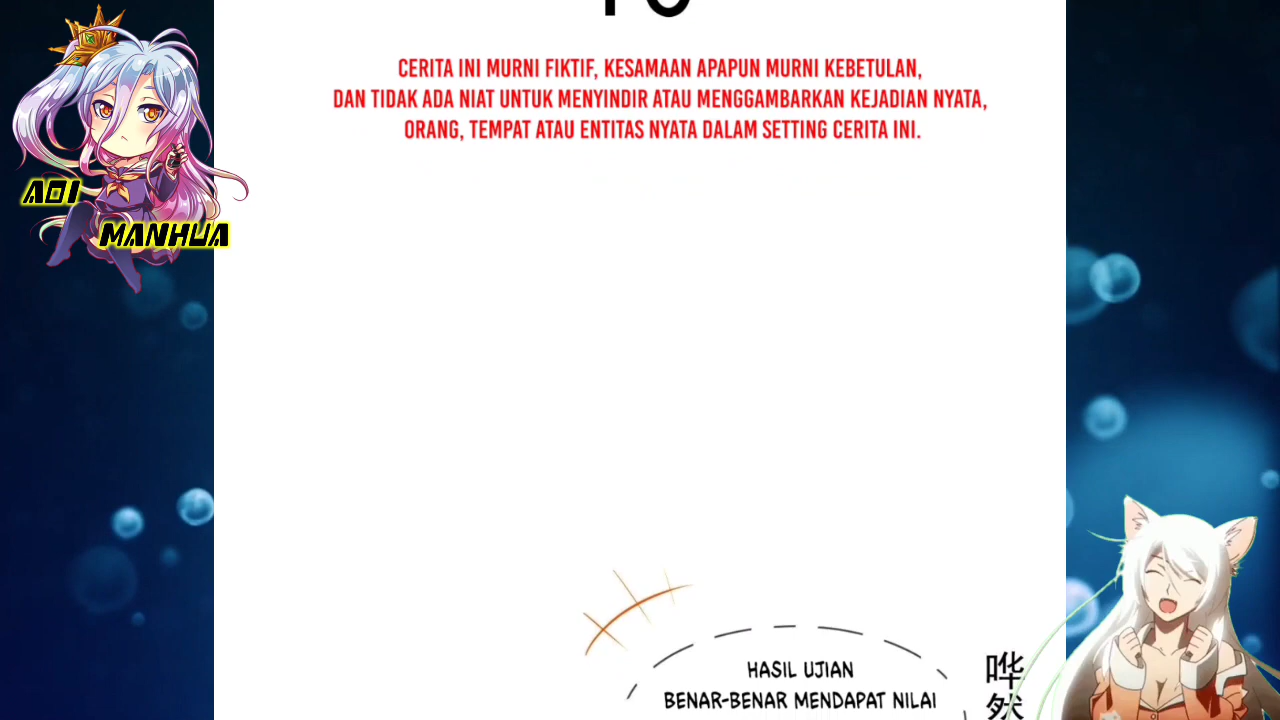 CERITA INI MURNI FIKTIF, KESAMAAN APAPUN MURNI KEBETULAN,
DAN TIDAK ADA NIAT UNTUK MENYINDIR ATAU MENGGAMBARKAN KEJADIAN NYATA,
ORANG, TEMPAT ATAU ENTITAS NYATA DALAM SETTING CERITA INI.
AOI
MANHUA
HASIL UJIAN
BENAR-BENAR MENDAPAT NILAI
哗
然